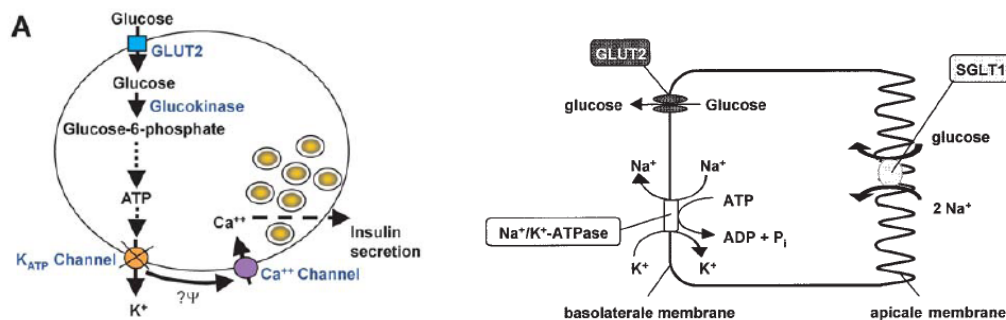 A
Glucose
GLUT2
Glucose
Glucokinase
Glucose-6-phosphate
ATP
Ca⁺⁺
Insulin
secretion
K_ATP Channel
Ca⁺⁺ Channel
?Ψ
K⁺
GLUT2
SGLT1
glucose
Glucose
glucose
Na⁺
Na⁺
ATP
2 Na⁺
Na⁺/K⁺-ATPase
ADP + Pᵢ
K⁺
K⁺
basolaterale membrane
apicale membrane